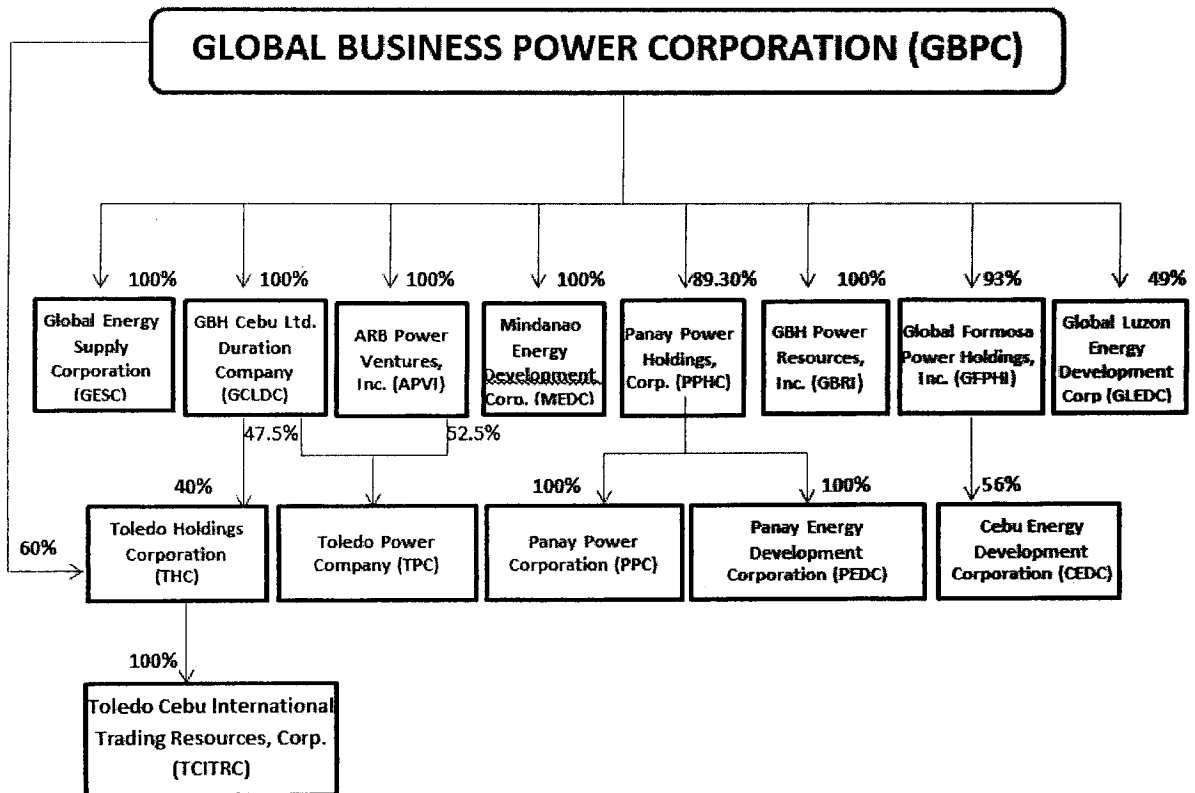 GLOBAL BUSINESS POWER CORPORATION (GBPC)
100%
100%
100%
100%
89.30%
100%
93%
49%
Global Energy
Supply
Corporation
(GESC)
GBH Cebu Ltd.
Duration
Company
(GCLDC)
ARB Power
Ventures,
Inc. (APVI)
Mindanao
Energy
Development
Corp. (MEDC)
Panay Power
Holdings,
Corp. (PPHC)
GBH Power
Resources,
Inc. (GBRI)
Global Formosa
Power Holdings,
Inc. (GFPHI)
Global Luzon
Energy
Development
Corp (GLEDC)
47.5%
52.5%
40%
100%
100%
56%
60%
Toledo Holdings
Corporation
(THC)
Toledo Power
Company (TPC)
Panay Power
Corporation (PPC)
Panay Energy
Development
Corporation (PEDC)
Cebu Energy
Development
Corporation (CEDC)
100%
Toledo Cebu International
Trading Resources, Corp.
(TCITRC)